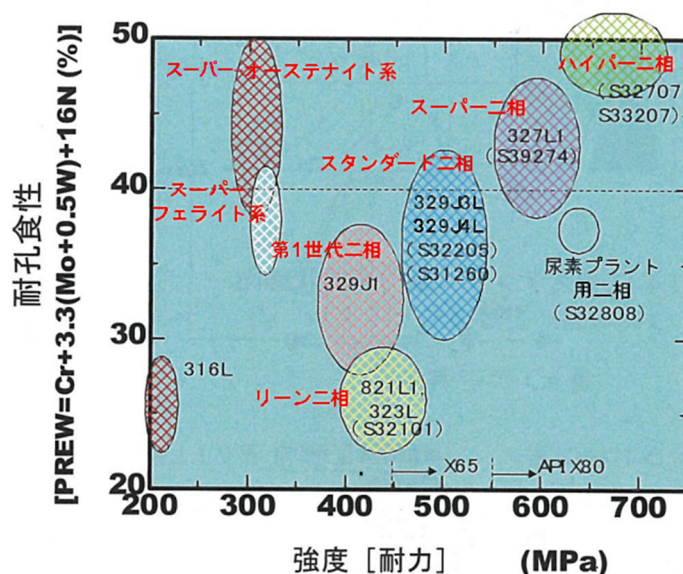 50
スーパーオーステナイト系
ハイパー二相
(S32707
S33207)
スーパー二相
327L1
(S39274)
スタンダード二相
40
スーパー
フェライト系
329J3L
329J4L
(S32205)
(S31260)
第1世代二相
329J1
尿素プラント
用二相
(S32808)
30
316L
リーン二相
821L1
323L
(S32101)
X65
API X80
20
200
300
400
500
600
700
耐孔食性
[PREW=Cr+3.3(Mo+0.5W)+16N (%)]
強度 [耐力] (MPa)